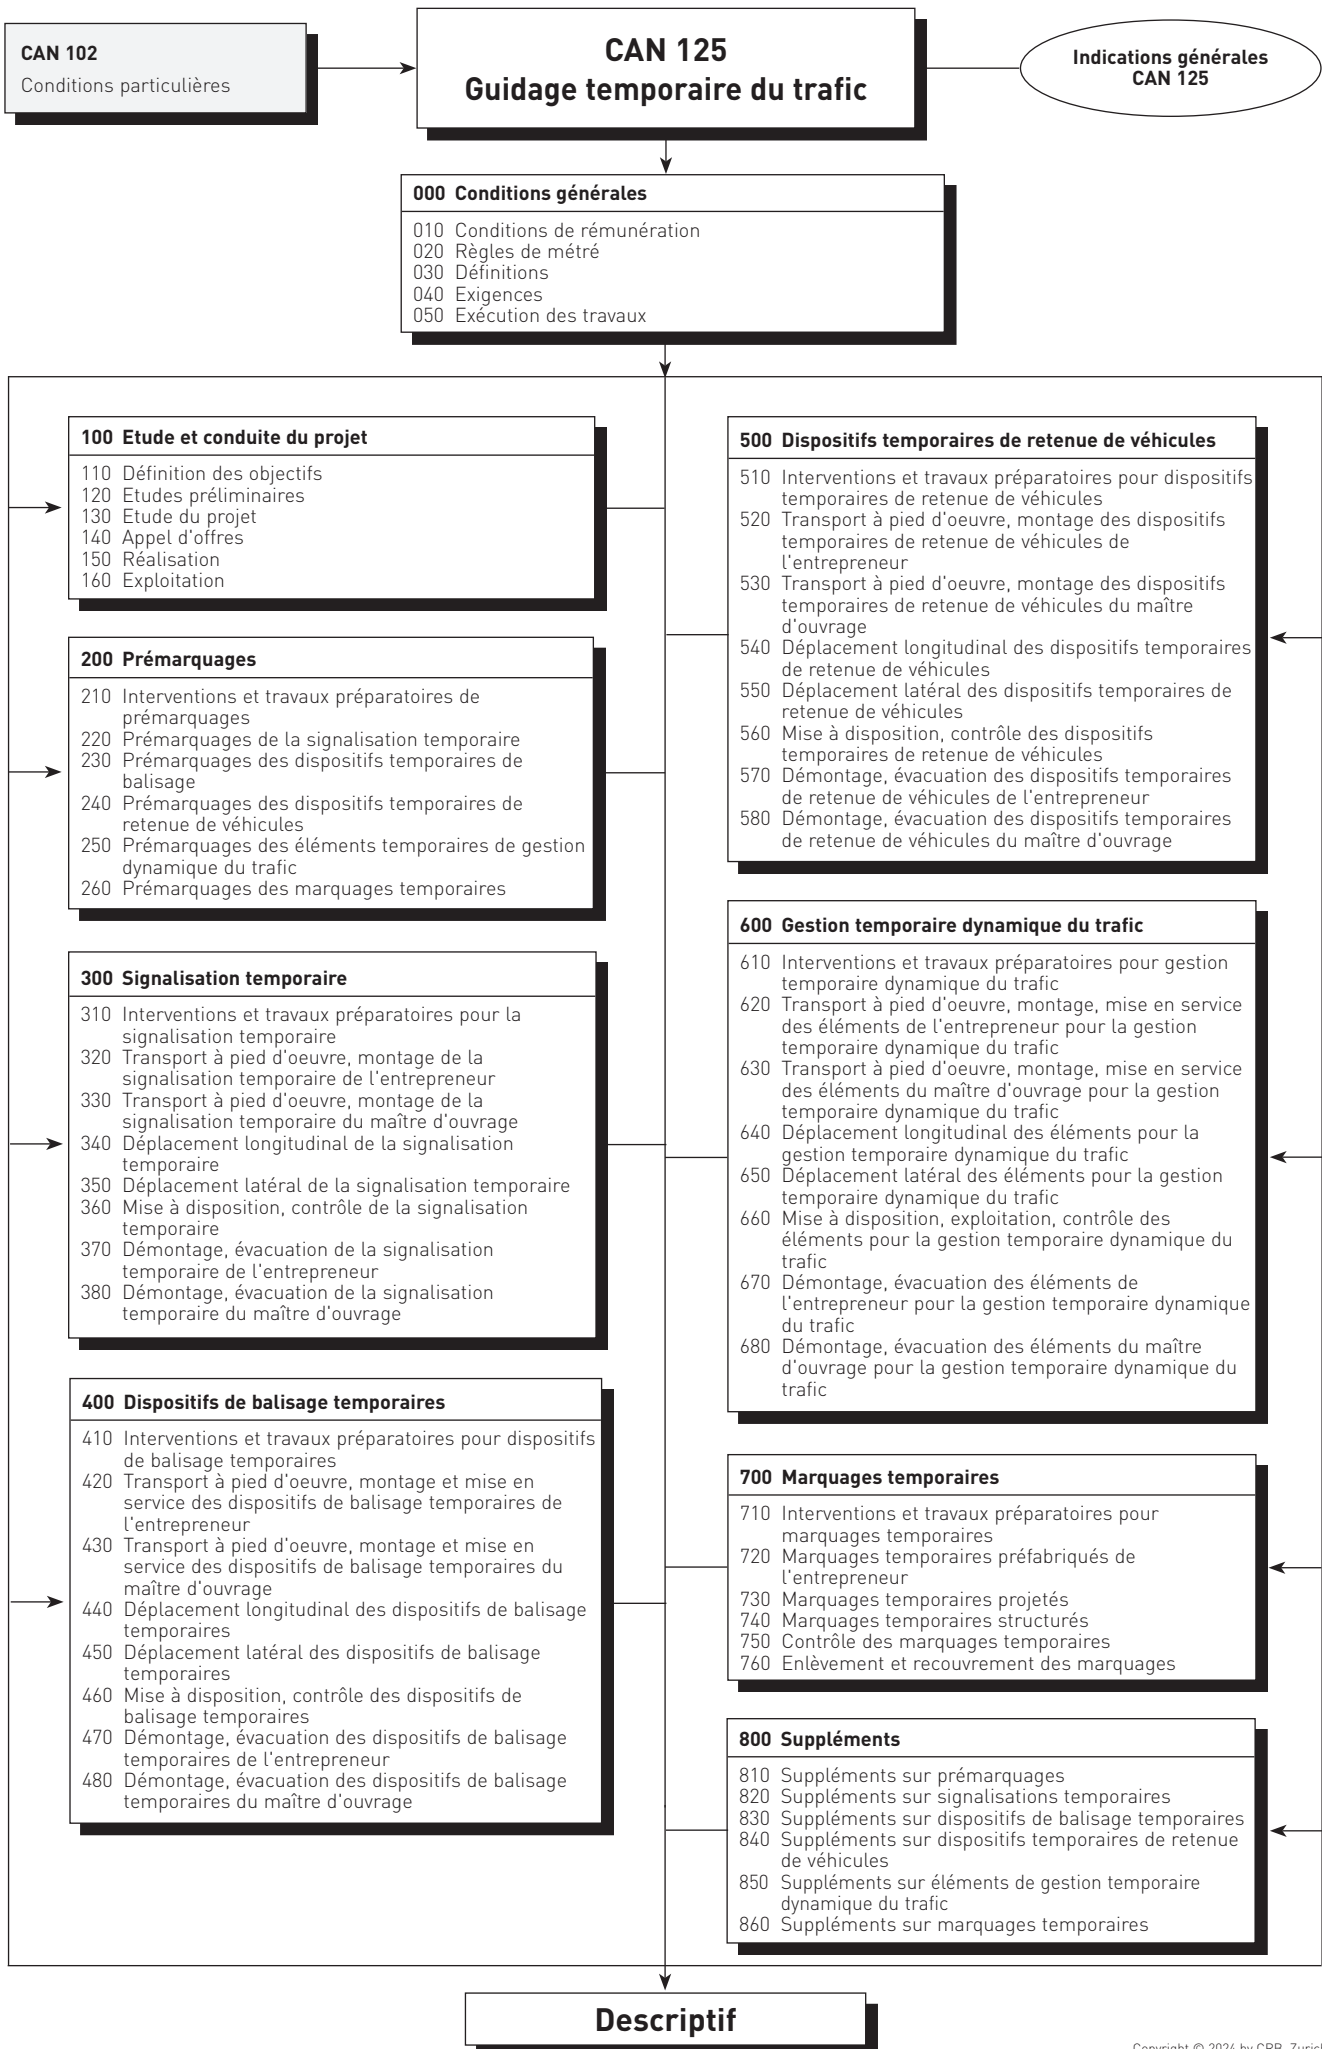 CAN 102
Conditions particulières
CAN 125
Guidage temporaire du trafic
Indications générales
CAN 125
000 Conditions générales
010 Conditions de rémunération
020 Règles de métré
030 Définitions
040 Exigences
050 Exécution des travaux
100 Etude et conduite du projet
110 Définition des objectifs
120 Etudes préliminaires
130 Etude du projet
140 Appel d'offres
150 Réalisation
160 Exploitation
200 Prémarquages
210 Interventions et travaux préparatoires de
prémarquages
220 Prémarquages de la signalisation temporaire
230 Prémarquages des dispositifs temporaires de
balisage
240 Prémarquages des dispositifs temporaires de
retenue de véhicules
250 Prémarquages des éléments temporaires de gestion
dynamique du trafic
260 Prémarquages des marquages temporaires
300 Signalisation temporaire
310 Interventions et travaux préparatoires pour la
signalisation temporaire
320 Transport à pied d'oeuvre, montage de la
signalisation temporaire de l'entrepreneur
330 Transport à pied d'oeuvre, montage de la
signalisation temporaire du maître d'ouvrage
340 Déplacement longitudinal de la signalisation
temporaire
350 Déplacement latéral de la signalisation temporaire
360 Mise à disposition, contrôle de la signalisation
temporaire
370 Démontage, évacuation de la signalisation
temporaire de l'entrepreneur
380 Démontage, évacuation de la signalisation
temporaire du maître d'ouvrage
400 Dispositifs de balisage temporaires
410 Interventions et travaux préparatoires pour dispositifs
de balisage temporaires
420 Transport à pied d'oeuvre, montage et mise en
service des dispositifs de balisage temporaires de
l'entrepreneur
430 Transport à pied d'oeuvre, montage et mise en
service des dispositifs de balisage temporaires du
maître d'ouvrage
440 Déplacement longitudinal des dispositifs de balisage
temporaires
450 Déplacement latéral des dispositifs de balisage
temporaires
460 Mise à disposition, contrôle des dispositifs de
balisage temporaires
470 Démontage, évacuation des dispositifs de balisage
temporaires de l'entrepreneur
480 Démontage, évacuation des dispositifs de balisage
temporaires du maître d'ouvrage
500 Dispositifs temporaires de retenue de véhicules
510 Interventions et travaux préparatoires pour dispositifs
temporaires de retenue de véhicules
520 Transport à pied d'oeuvre, montage des dispositifs
temporaires de retenue de véhicules de
l'entrepreneur
530 Transport à pied d'oeuvre, montage des dispositifs
temporaires de retenue de véhicules du maître
d'ouvrage
540 Déplacement longitudinal des dispositifs temporaires
de retenue de véhicules
550 Déplacement latéral des dispositifs temporaires de
retenue de véhicules
560 Mise à disposition, contrôle des dispositifs
temporaires de retenue de véhicules
570 Démontage, évacuation des dispositifs temporaires
de retenue de véhicules de l'entrepreneur
580 Démontage, évacuation des dispositifs temporaires
de retenue de véhicules du maître d'ouvrage
600 Gestion temporaire dynamique du trafic
610 Interventions et travaux préparatoires pour gestion
temporaire dynamique du trafic
620 Transport à pied d'oeuvre, montage, mise en service
des éléments de l'entrepreneur pour la gestion
temporaire dynamique du trafic
630 Transport à pied d'oeuvre, montage, mise en service
des éléments du maître d'ouvrage pour la gestion
temporaire dynamique du trafic
640 Déplacement longitudinal des éléments pour la
gestion temporaire dynamique du trafic
650 Déplacement latéral des éléments pour la gestion
temporaire dynamique du trafic
660 Mise à disposition, exploitation, contrôle des
éléments pour la gestion temporaire dynamique du
trafic
670 Démontage, évacuation des éléments de
l'entrepreneur pour la gestion temporaire dynamique
du trafic
680 Démontage, évacuation des éléments du maître
d'ouvrage pour la gestion temporaire dynamique du
trafic
700 Marquages temporaires
710 Interventions et travaux préparatoires pour
marquages temporaires
720 Marquages temporaires préfabriqués de
l'entrepreneur
730 Marquages temporaires projetés
740 Marquages temporaires structurés
750 Contrôle des marquages temporaires
760 Enlèvement et recouvrement des marquages
800 Suppléments
810 Suppléments sur prémarquages
820 Suppléments sur signalisations temporaires
830 Suppléments sur dispositifs de balisage temporaires
840 Suppléments sur dispositifs temporaires de retenue
de véhicules
850 Suppléments sur éléments de gestion temporaire
dynamique du trafic
860 Suppléments sur marquages temporaires
Descriptif
Copyright © 2024 by CRB, Zurich